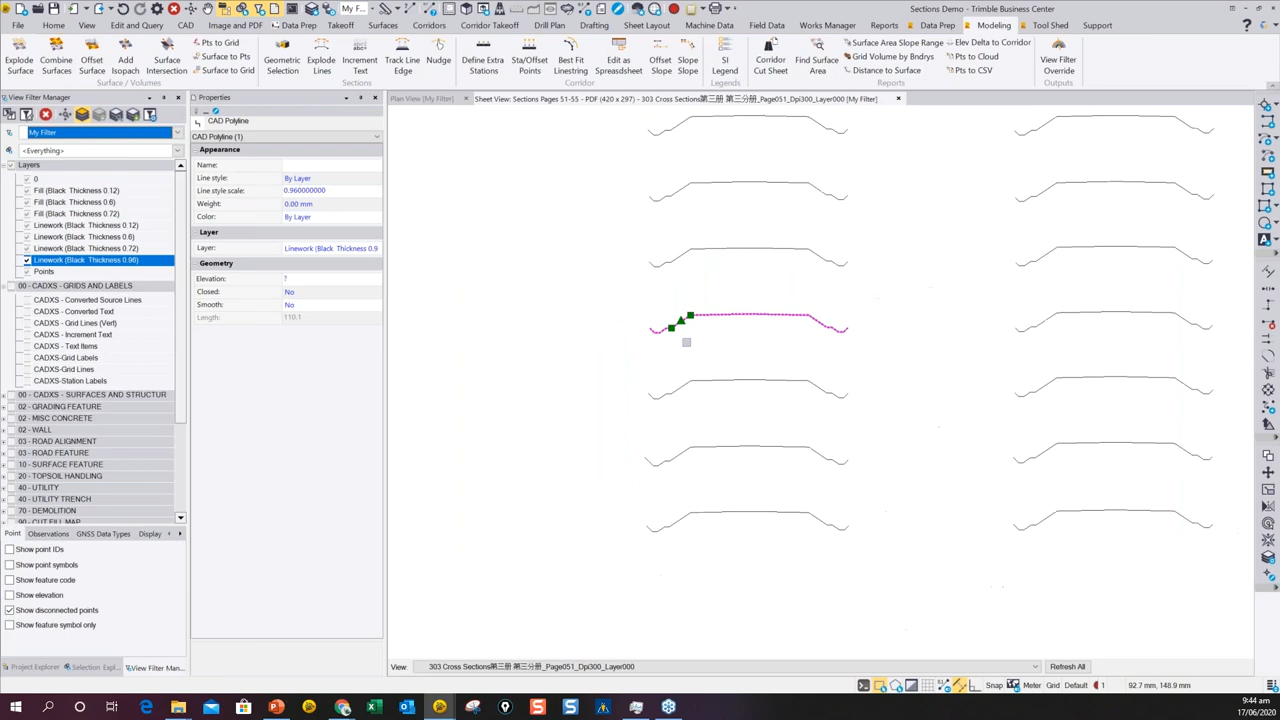 Sections Demo - Trimble Business Center
My F...
File Home View Edit and Query CAD Image and PDF Data Prep Takeoff Surfaces Corridors Corridor Takeoff Drill Plan Drafting Sheet Layout Machine Data Field Data Works Manager Reports Data Prep Modeling Tool Shed Support
Explode Surface
Combine Surfaces
Offset Surface
Add Isopach
Surface Intersection
Pts to Grid
Surface to Pts
Surface to Grid
Surfaces / Volumes
Geometry Selection
Explode Lines
Increment Text
Track Line Edge
Nudge
CAD
Define Extra Stations
Sta/Offset Points
Best Fit Linestring
Edit as Spreadsheet
Offset Slope
Slope Slope
Corridor
SI Legend
Legends
Corridor Cut Sheet
Find Surface Area
Surface Area Slope Range
Grid Volume by Bndrys
Distance to Surface
Elev Delta to Corridor
Pts to Cloud
Pts to CSV
Reports
View Filter Override
Outputs
View Filter Manager
My Filter
<Everything>
Layers
0
Fill (Black Thickness 0.12)
Fill (Black Thickness 0.6)
Fill (Black Thickness 0.72)
Linework (Black Thickness 0.12)
Linework (Black Thickness 0.6)
Linework (Black Thickness 0.72)
Linework (Black Thickness 0.96)
Points
00 - CADXS - GRIDS AND LABELS
CADXS - Converted Source Lines
CADXS - Converted Text
CADXS - Grid Lines (Vert)
CADXS - Increment Text
CADXS - Text Items
CADXS-Grid Labels
CADXS-Grid Lines
CADXS-Station Labels
00 - CADXS - SURFACES AND STRUCTUR
02 - GRADING FEATURE
02 - MISC CONCRETE
02 - WALL
03 - ROAD ALIGNMENT
03 - ROAD FEATURE
10 - SURFACE FEATURE
20 - TOPSOIL HANDLING
40 - UTILITY
40 - UTILITY TRENCH
70 - DEMOLITION
90 - CUT FILL MAP
Point Observations GNSS Data Types Display
Show point IDs
Show point symbols
Show feature code
Show elevation
Show disconnected points
Show feature symbol only
Project Explorer Selection Expl... View Filter Man...
Properties
CAD Polyline
CAD Polyline (1)
Appearance
Name:
Line style: By Layer
Line style scale: 0.960000000
Weight: 0.00 mm
Color: By Layer
Layer
Layer: Linework (Black Thickness 0.9
Geometry
Elevation: ?
Closed: No
Smooth: No
Length: 110.1
Plan View [My Filter]
Sheet View: Sections Pages 51-55 - PDF (420 x 297) - 303 Cross Sections第三册 第三分册_Page051_Dpi300_Layer000 [My Filter]
View: 303 Cross Sections第三册 第三分册_Page051_Dpi300_Layer000
Refresh All
Snap Meter Grid Default 1 92.7 mm, 148.9 mm
9:44 am
17/06/2020